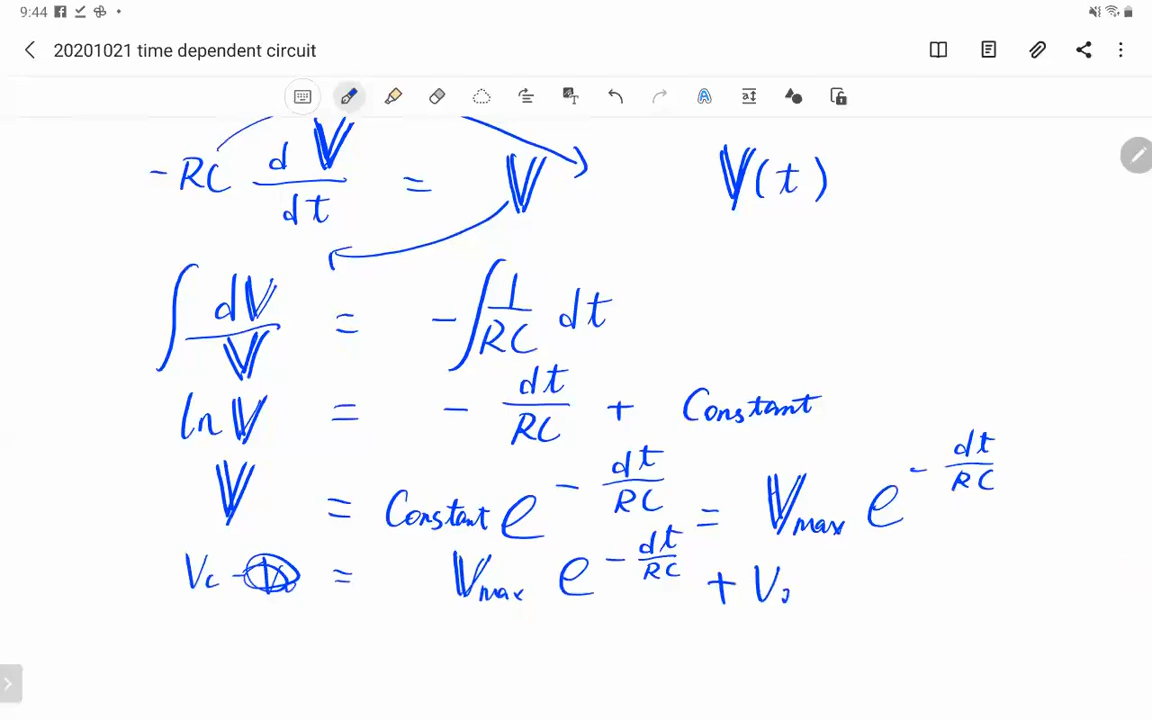 9:44
20201021 time dependent circuit
-RC d𝕍/dt = 𝕍 𝕍(t)
∫ d𝕍/𝕍 = -∫ 1/RC dt
ln 𝕍 = - dt/RC + Constant
𝕍 = Constant e^(- dt/RC) = 𝕍max e^(- dt/RC)
Vc - = 𝕍max e^(- dt/RC) + V